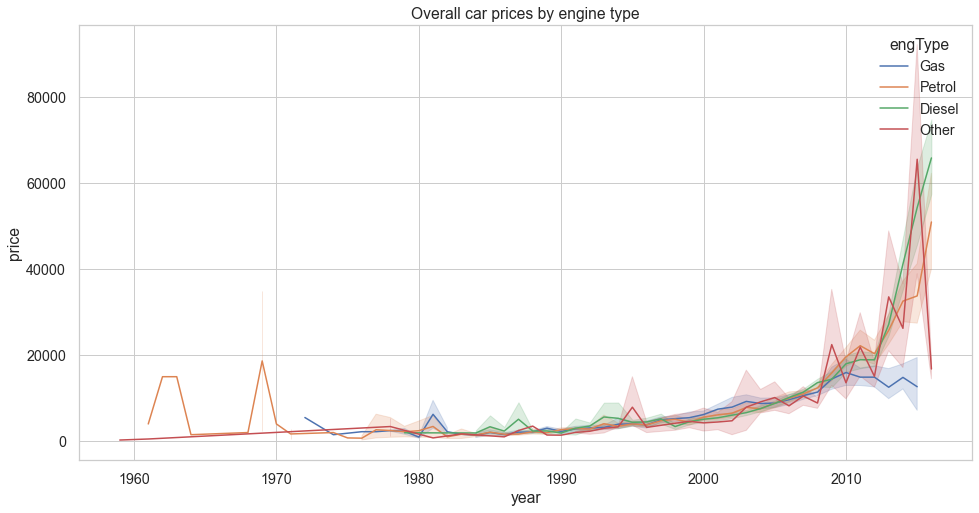 Overall car prices by engine type
engType
Gas
Petrol
Diesel
Other
price
80000
60000
40000
20000
0
1960 1970 1980 1990 2000 2010
year